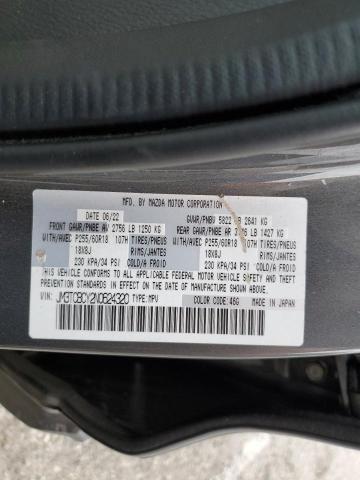 MFD. BY MAZDA MOTOR CORPORATION
DATE 06/22 GVWR/PNBV 5822 LB 2641 KG
FRONT GAWR/PNBE AV 2756 LB 1250 KG REAR GAWR/PNBE AR LB 1427 KG
WITH/AVEC P255/60R18 107H TIRES/PNEUS WITH/AVEC P255/60R18 107H TIRES/PNEUS
18X8J RIMS/JANTES 18X8J RIMS/JANTES
230 KPA/34 PSI COLD/A FROID 230 KPA/34 PSI COLD/A FROID
THIS VEHICLE CONFORMS TO ALL APPLICABLE FEDERAL MOTOR VEHICLE SAFETY AND THEFT
PREVENTION STANDARDS IN EFFECT ON THE DATE OF MANUFACTURE SHOWN ABOVE.
VIN: JM3TCBCY2N0624320 TYPE: MPV COLOR CODE: 46G MADE IN JAPAN